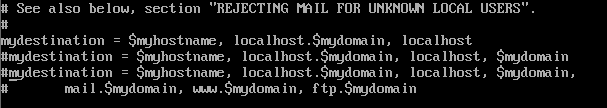 # See also below, section "REJECTING MAIL FOR UNKNOWN LOCAL USERS".
#
mydestination = $myhostname, localhost.$mydomain, localhost
#mydestination = $myhostname, localhost.$mydomain, localhost, $mydomain
#mydestination = $myhostname, localhost.$mydomain, localhost, $mydomain,
#       mail.$mydomain, www.$mydomain, ftp.$mydomain